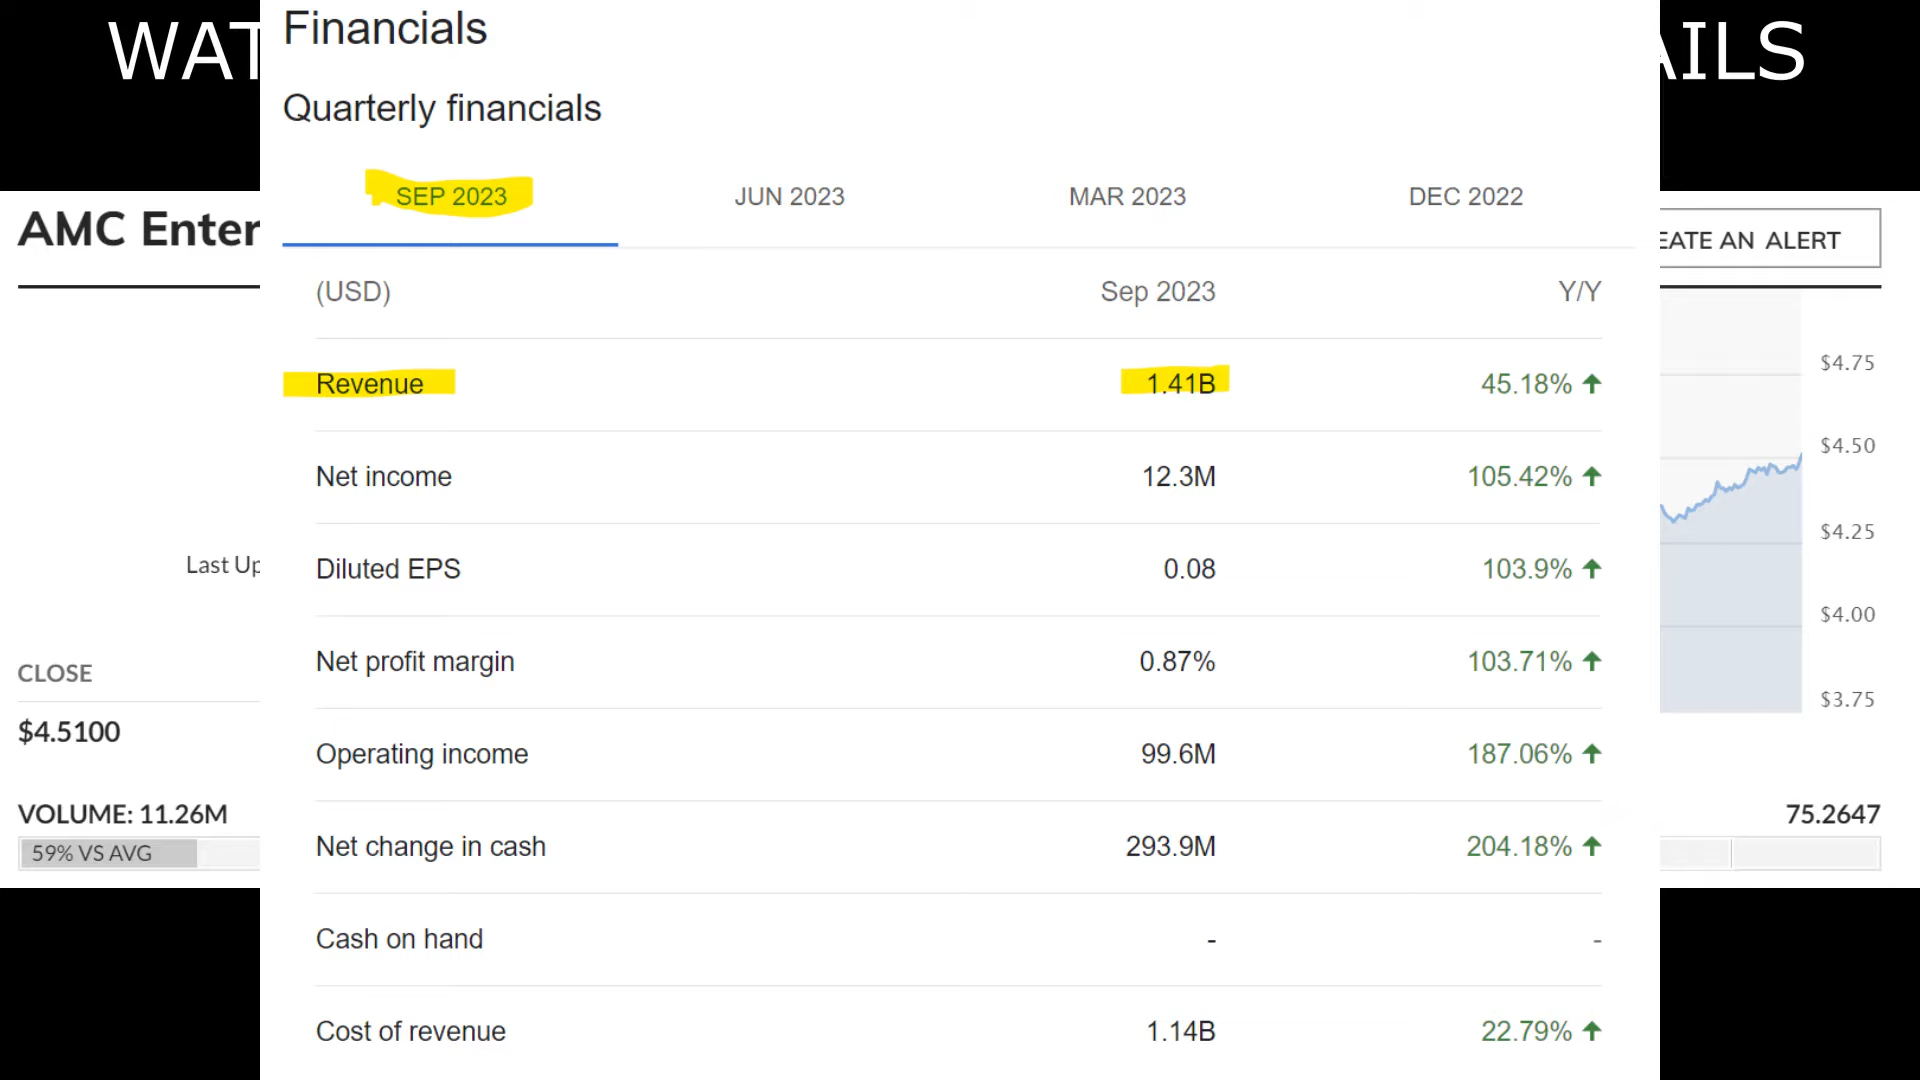 Financials
Quarterly financials
SEP 2023 JUN 2023 MAR 2023 DEC 2022
(USD) Sep 2023 Y/Y
Revenue 1.41B 45.18%
Net income 12.3M 105.42%
Diluted EPS 0.08 103.9%
Net profit margin 0.87% 103.71%
Operating income 99.6M 187.06%
Net change in cash 293.9M 204.18%
Cash on hand - -
Cost of revenue 1.14B 22.79%
WAT
AILS
AMC Enter
EATE AN ALERT
Last Up
CLOSE
$4.5100
VOLUME: 11.26M
59% VS AVG
$4.75
$4.50
$4.25
$4.00
$3.75
75.2647